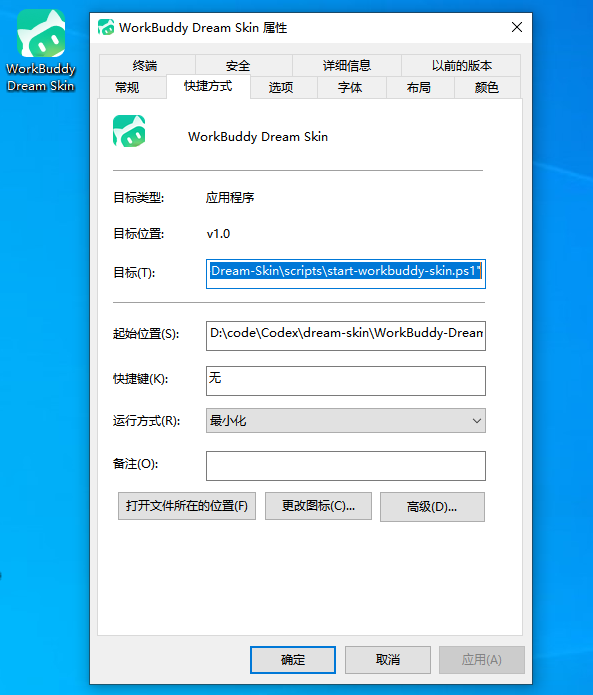 WorkBuddy
Dream Skin
WorkBuddy Dream Skin 属性
终端 安全 详细信息 以前的版本
常规 快捷方式 选项 字体 布局 颜色
WorkBuddy Dream Skin
目标类型: 应用程序
目标位置: v1.0
目标(T): Dream-Skin\scripts\start-workbuddy-skin.ps1"
起始位置(S): D:\code\Codex\dream-skin\WorkBuddy-Dream
快捷键(K): 无
运行方式(R): 最小化
备注(O):
打开文件所在的位置(F) 更改图标(C)... 高级(D)...
确定 取消 应用(A)